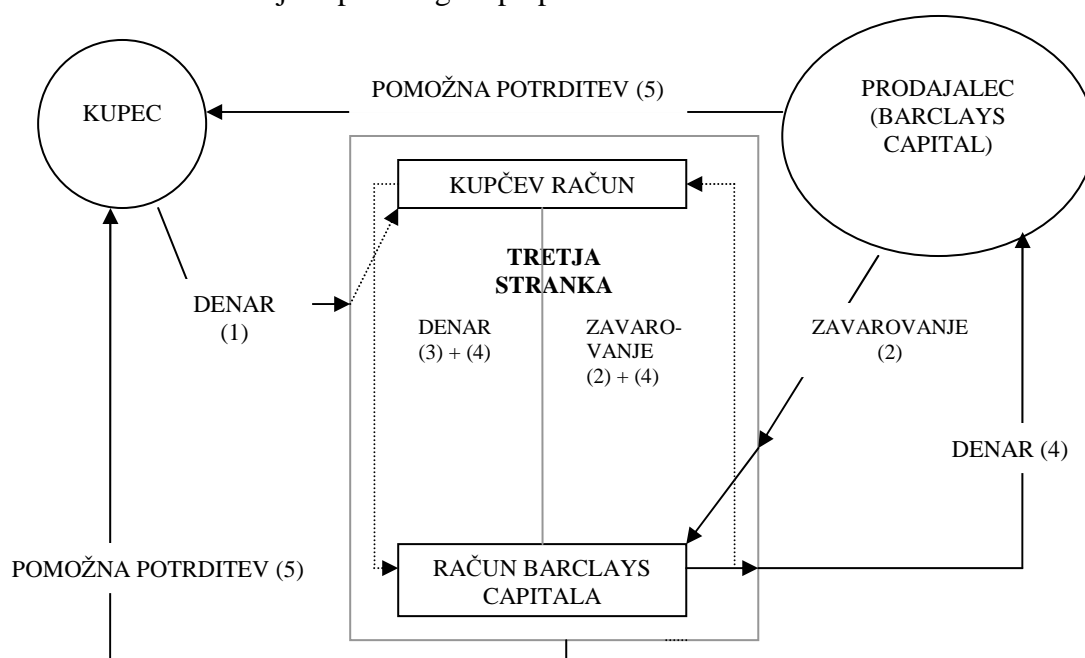 KUPEC
POMOŽNA POTRDITEV (5)
PRODAJALEC
(BARCLAYS
CAPITAL)
KUPČEV RAČUN
TRETJA
STRANKA
DENAR
(1)
DENAR
(3) + (4)
ZAVARO-
VANJE
(2) + (4)
ZAVAROVANJE
(2)
DENAR (4)
POMOŽNA POTRDITEV (5)
RAČUN BARCLAYS
CAPITALA